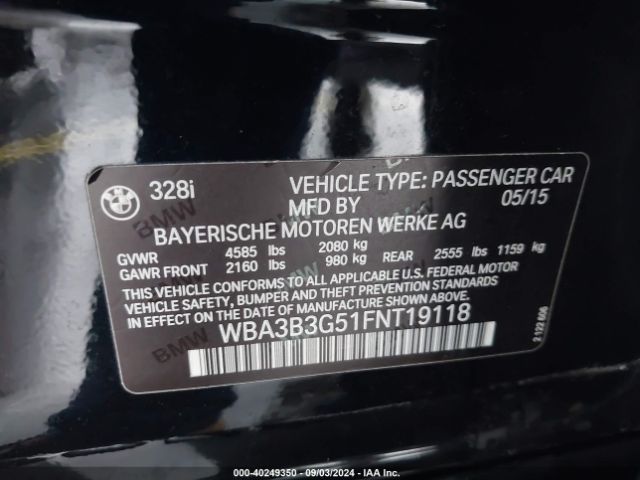 BMW 328i VEHICLE TYPE: PASSENGER CAR
MFD BY 05/15
BAYERISCHE MOTOREN WERKE AG
GVWR 4585 lbs 2080 kg
GAWR FRONT 2160 lbs 980 kg REAR 2555 lbs 1159 kg
THIS VEHICLE CONFORMS TO ALL APPLICABLE U.S. FEDERAL MOTOR
VEHICLE SAFETY, BUMPER AND THEFT PREVENTION STANDARDS
IN EFFECT ON THE DATE OF MANUFACTURE SHOWN ABOVE.
WBA3B3G51FNT19118
2 122 606
000-40249350 - 09/03/2024 - IAA Inc.